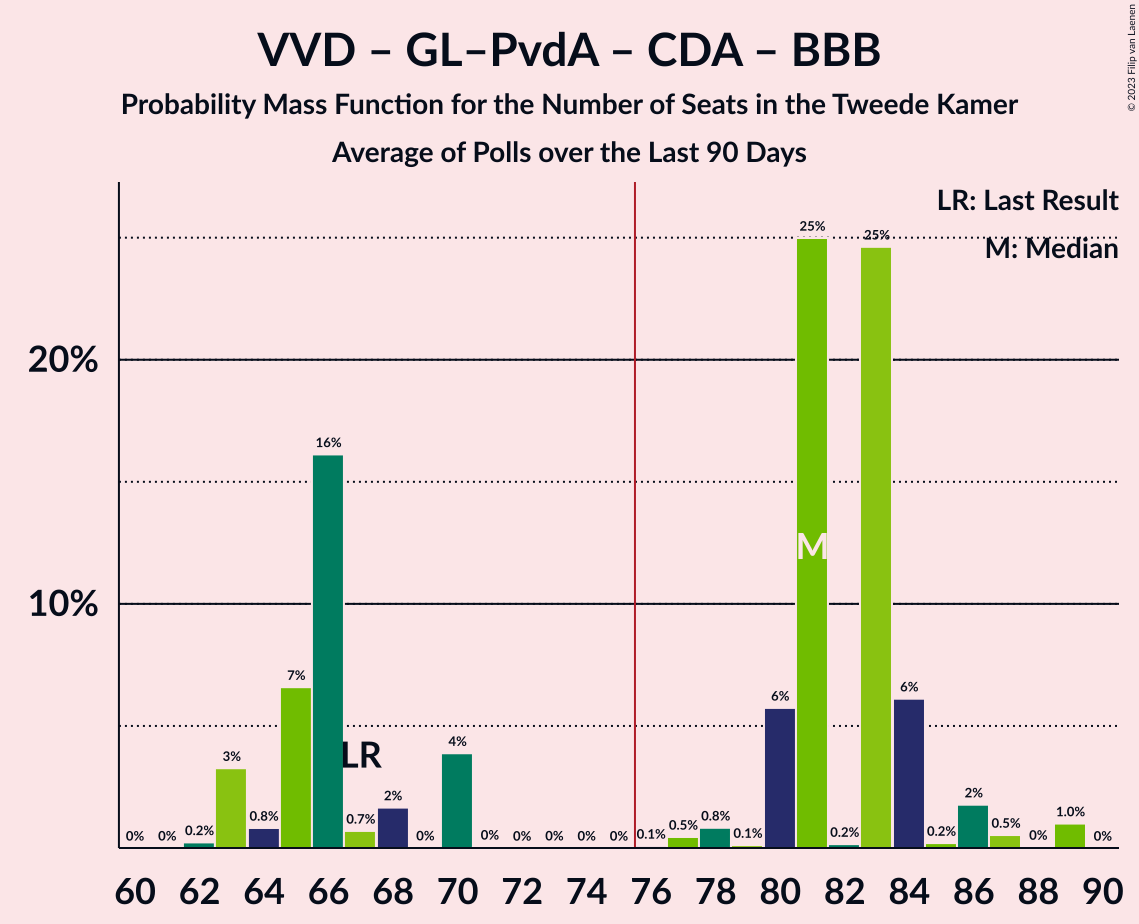 VVD – GL–PvdA – CDA – BBB
Probability Mass Function for the Number of Seats in the Tweede Kamer
Average of Polls over the Last 90 Days
© 2023 Filip van Laenen
LR: Last Result
M: Median
20%
10%
0% 0% 0.2% 3% 0.8% 7% 16% 0.7% 2% 0% 4% 0% 0% 0% 0% 0% 0.1% 0.5% 0.8% 0.1% 6% 25% 0.2% 25% 6% 0.2% 2% 0.5% 0% 1.0% 0%
LR
M
60 62 64 66 68 70 72 74 76 78 80 82 84 86 88 90